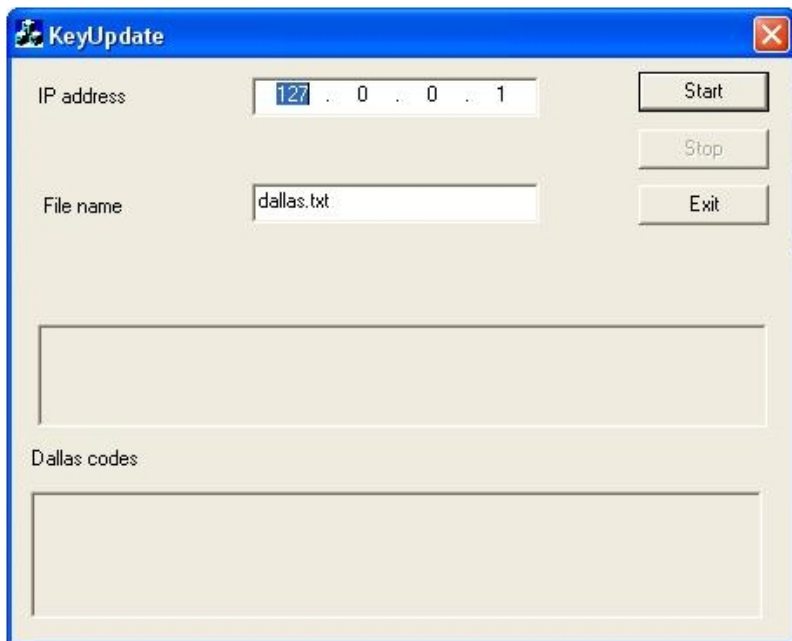 KeyUpdate
IP address
127 . 0 . 0 . 1
Start
Stop
File name
dallas.txt
Exit
Dallas codes